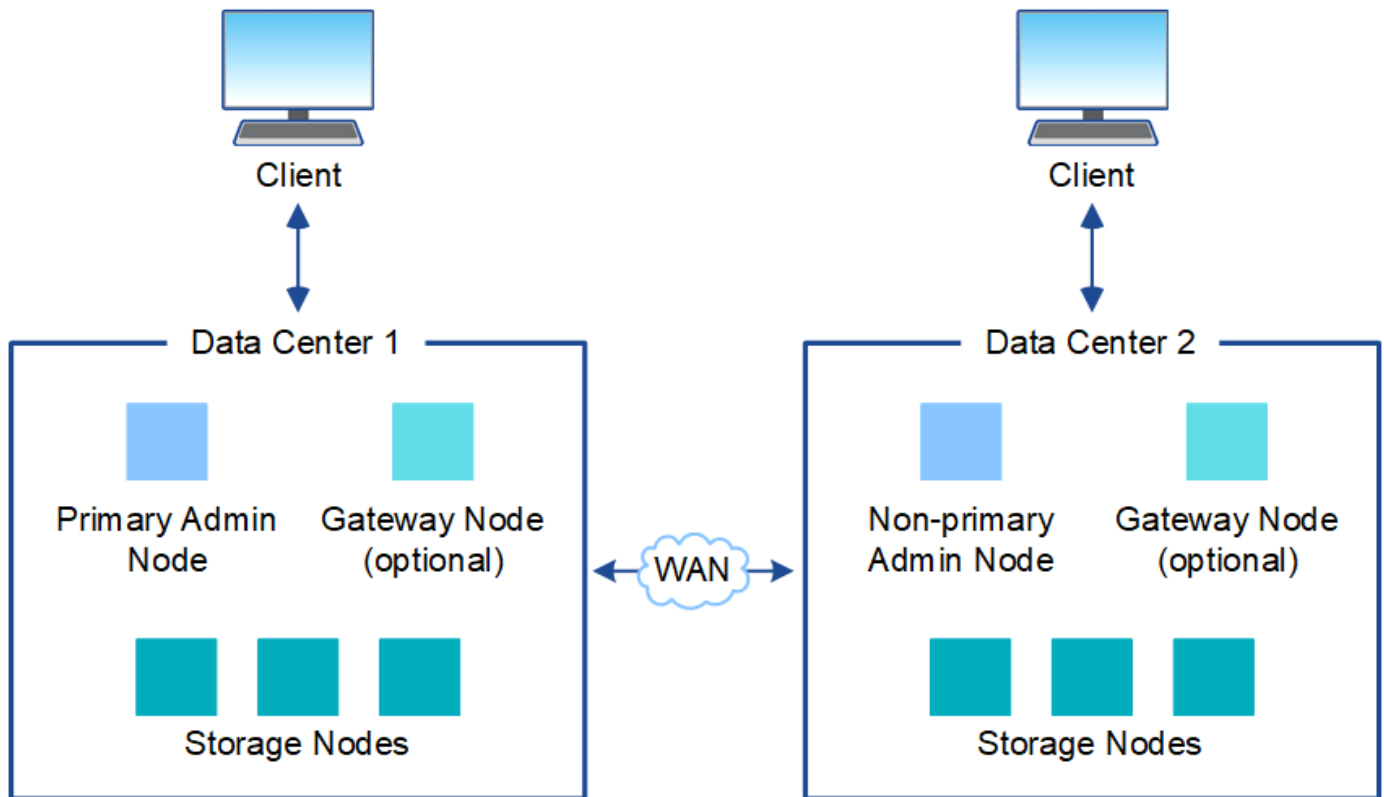 Client
Client
Data Center 1
Data Center 2
Primary Admin
Node
Gateway Node
(optional)
WAN
Non-primary
Admin Node
Gateway Node
(optional)
Storage Nodes
Storage Nodes